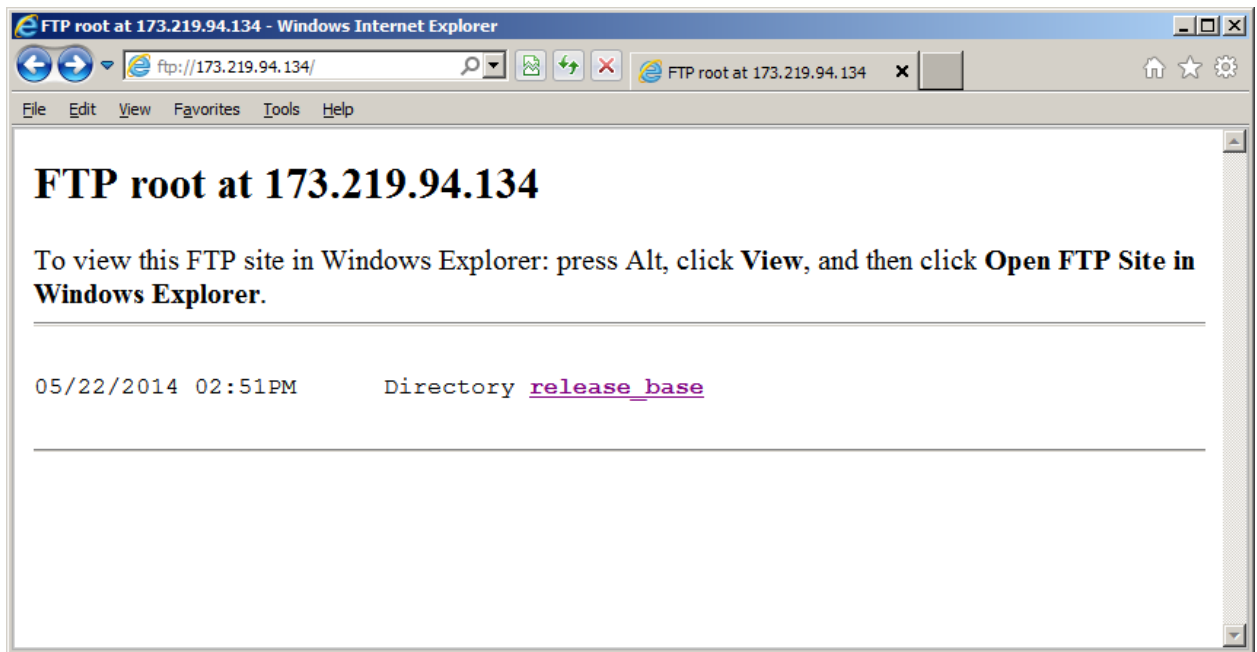 FTP root at 173.219.94.134 - Windows Internet Explorer
ftp://173.219.94.134/
FTP root at 173.219.94.134
File Edit View Favorites Tools Help
FTP root at 173.219.94.134
To view this FTP site in Windows Explorer: press Alt, click View, and then click Open FTP Site in
Windows Explorer.
05/22/2014 02:51PM Directory release_base